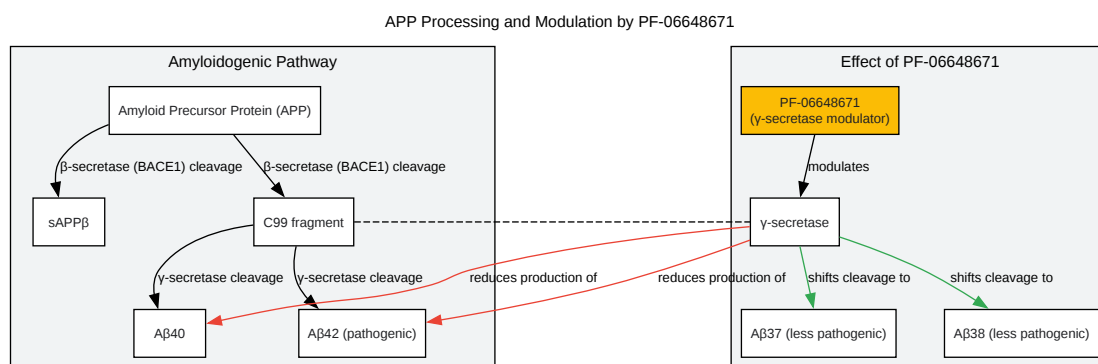 APP Processing and Modulation by PF-06648671
Amyloidogenic Pathway
Effect of PF-06648671
Amyloid Precursor Protein (APP)
PF-06648671
(γ-secretase modulator)
β-secretase (BACE1) cleavage
β-secretase (BACE1) cleavage
modulates
sAPPβ
C99 fragment
γ-secretase
γ-secretase cleavage
γ-secretase cleavage
reduces production of
reduces production of
shifts cleavage to
shifts cleavage to
Aβ40
Aβ42 (pathogenic)
Aβ37 (less pathogenic)
Aβ38 (less pathogenic)